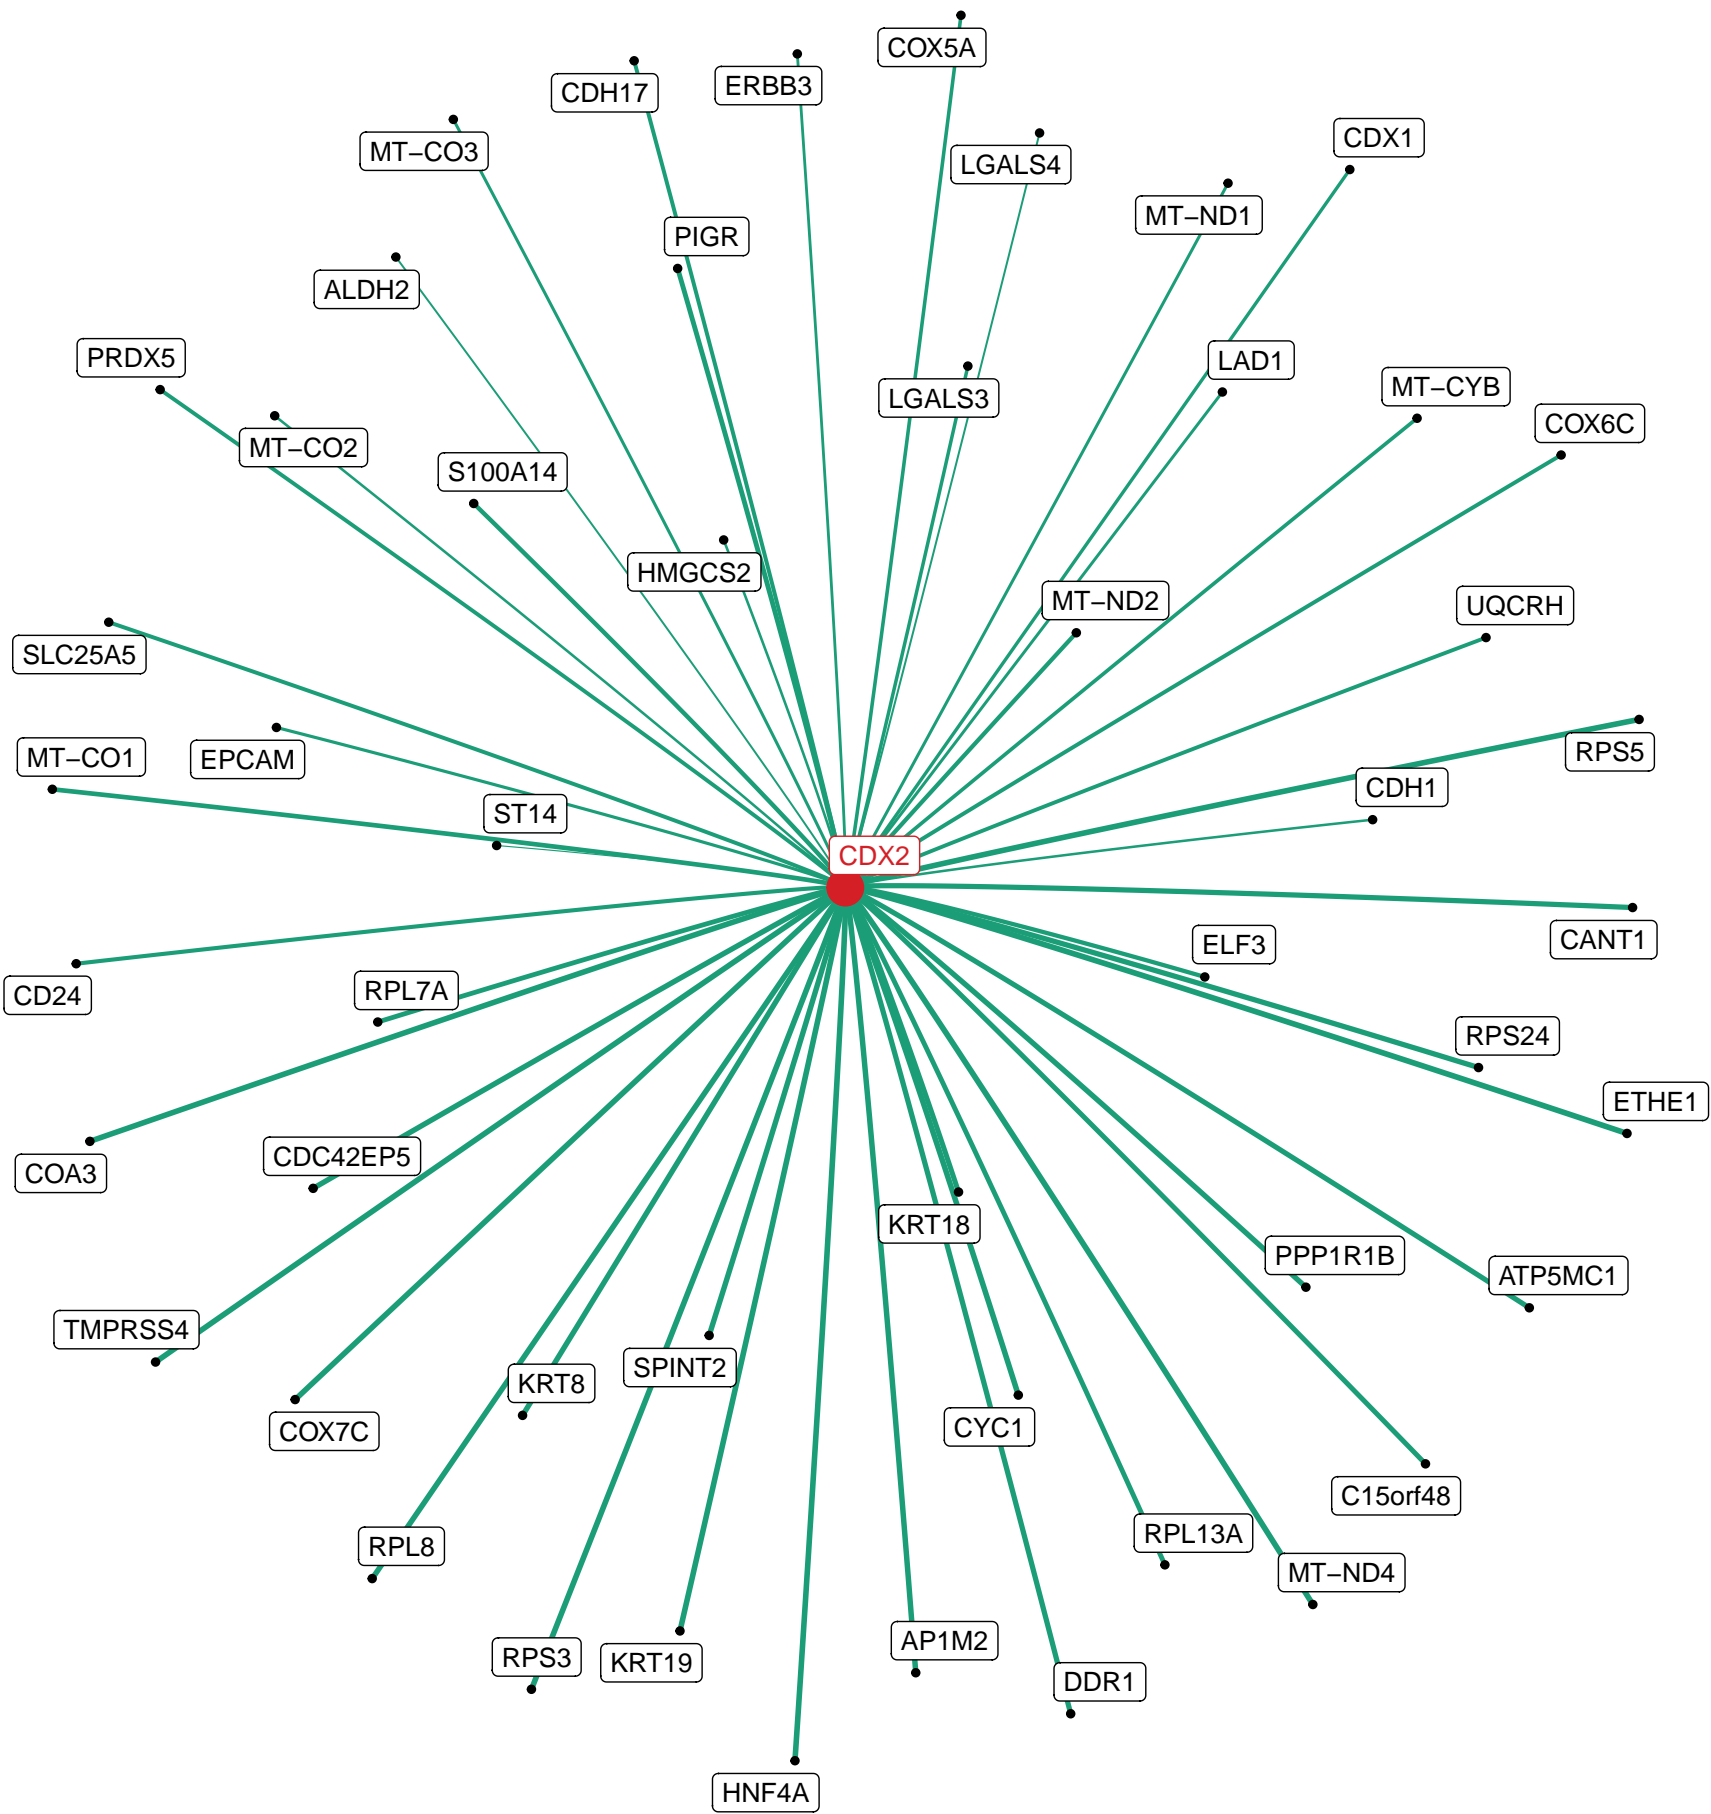 COX5A
ERBB3
CDH17
CDX1
MT−CO3
LGALS4
MT−ND1
PIGR
ALDH2
PRDX5
LAD1
MT−CYB
LGALS3
COX6C
MT−CO2
S100A14
HMGCS2
MT−ND2
UQCRH
SLC25A5
RPS5
MT−CO1
EPCAM
CDH1
ST14
CDX2
CANT1
ELF3
RPL7A
CD24
RPS24
ETHE1
CDC42EP5
COA3
KRT18
PPP1R1B
ATP5MC1
TMPRSS4
SPINT2
KRT8
CYC1
COX7C
C15orf48
RPL13A
RPL8
MT−ND4
AP1M2
RPS3
KRT19
DDR1
HNF4A